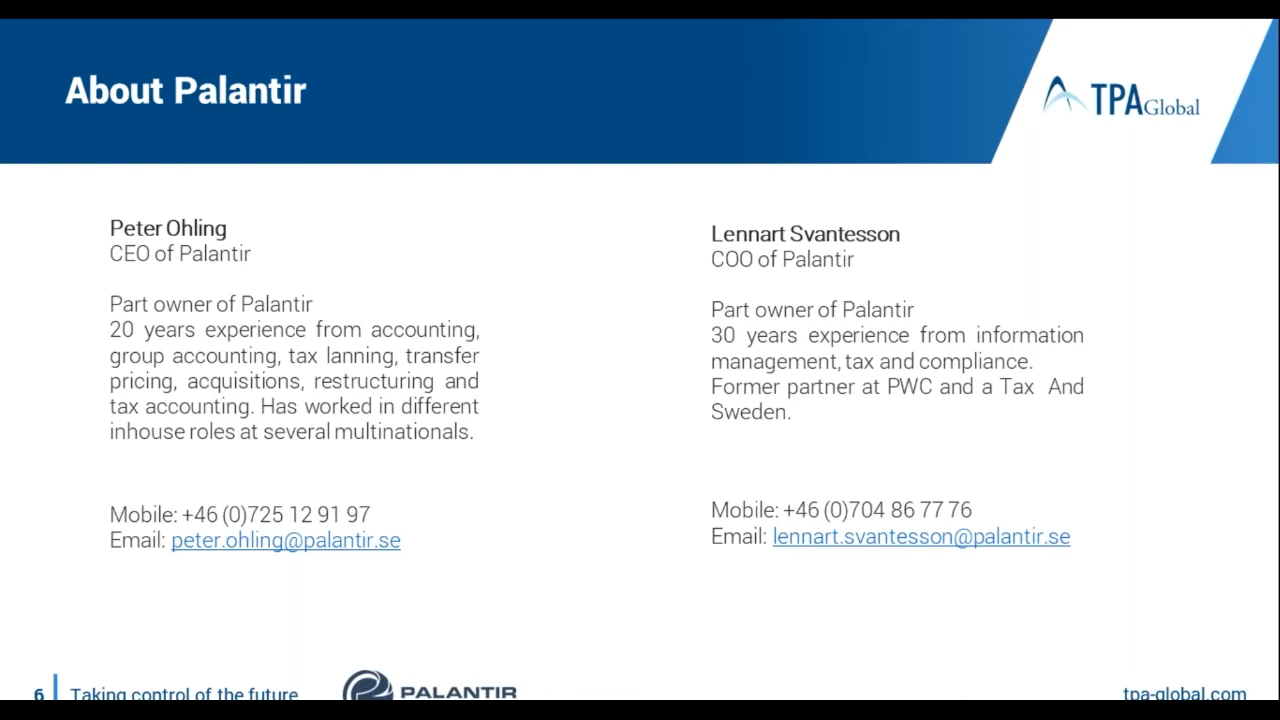 About Palantir
TPAGlobal
Peter Ohling
CEO of Palantir
Part owner of Palantir
20 years experience from accounting,
group accounting, tax lanning, transfer
pricing, acquisitions, restructuring and
tax accounting. Has worked in different
inhouse roles at several multinationals.
Mobile: +46 (0)725 12 91 97
Email: peter.ohling@palantir.se
Lennart Svantesson
COO of Palantir
Part owner of Palantir
30 years experience from information
management, tax and compliance.
Former partner at PWC and a Tax And
Sweden.
Mobile: +46 (0)704 86 77 76
Email: lennart.svantesson@palantir.se
6 Taking control of the future
PALANTIR
tpa-global.com